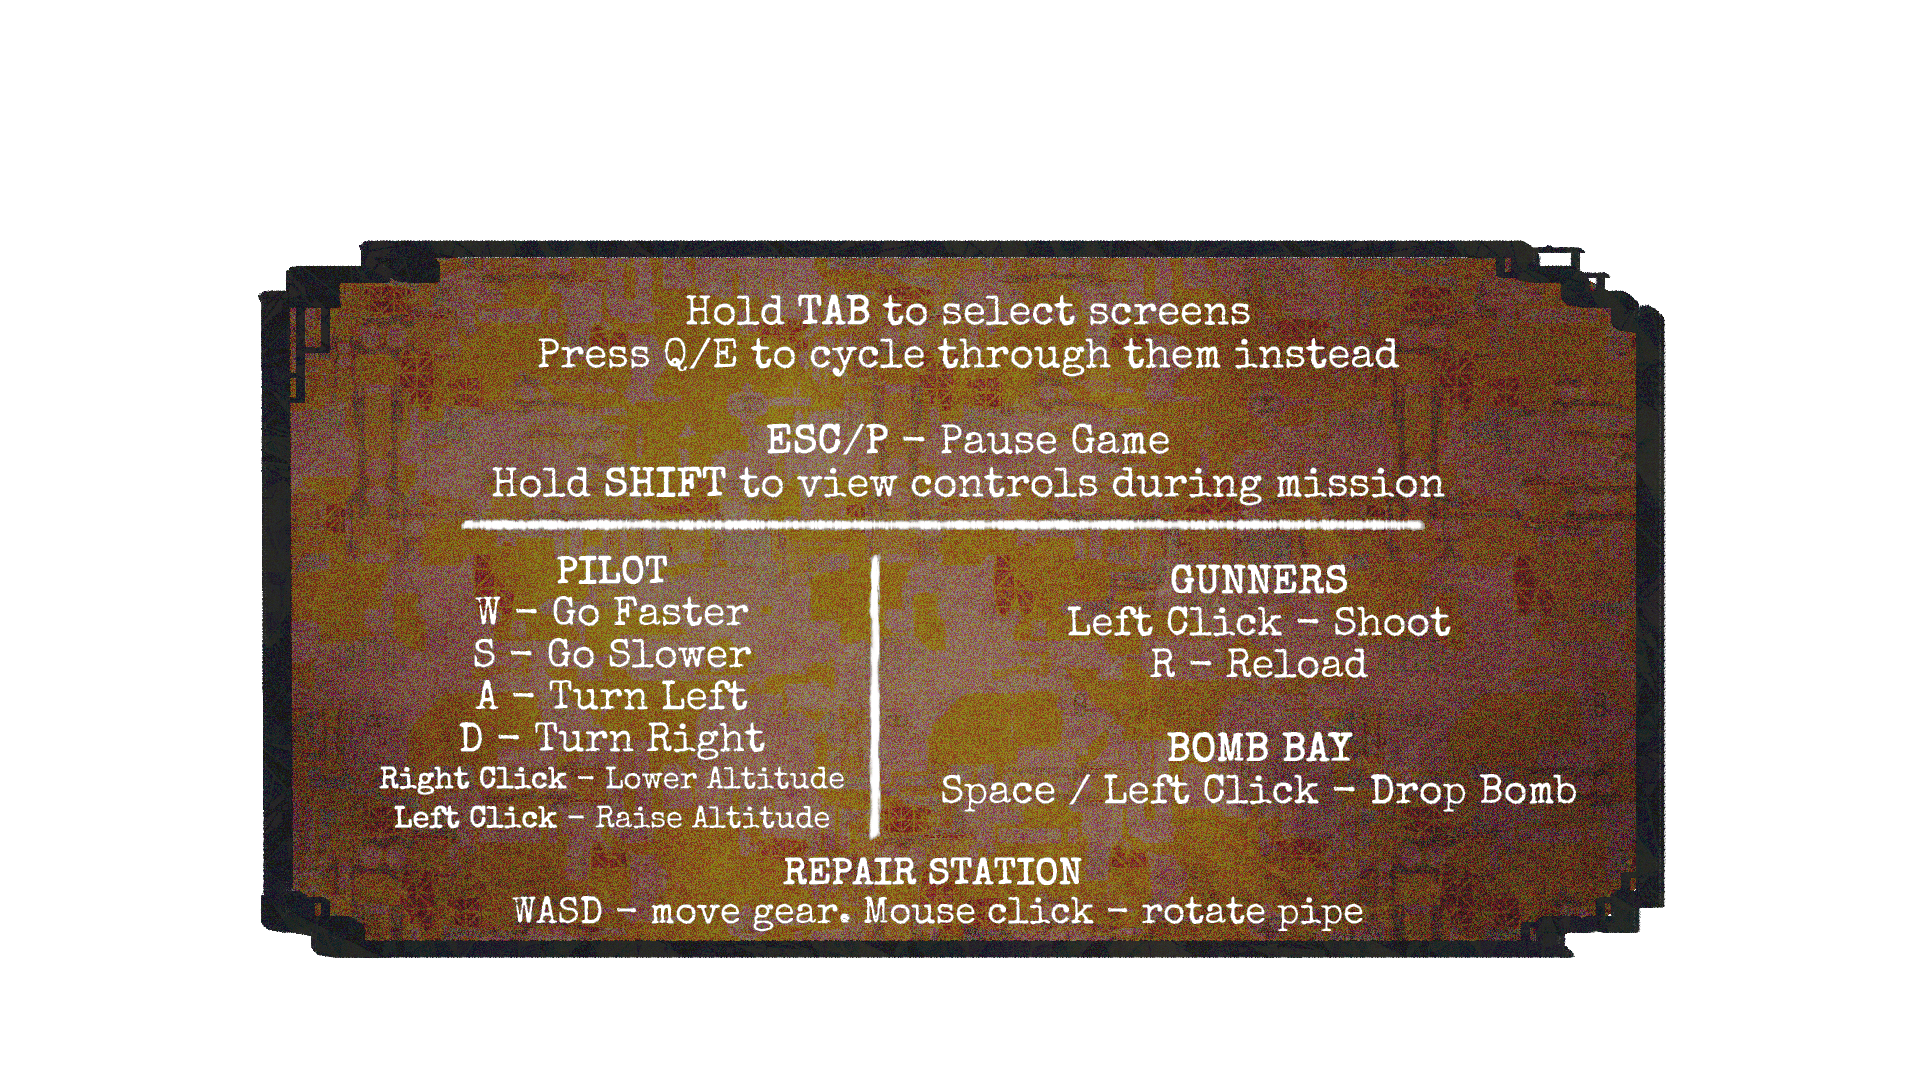 Hold TAB to select screens
Press Q/E to cycle through them instead
ESC/P - Pause Game
Hold SHIFT to view controls during mission
PILOT
W - Go Faster
S - Go Slower
A - Turn Left
D - Turn Right
Right Click - Lower Altitude
Left Click - Raise Altitude
GUNNERS
Left Click - Shoot
R - Reload
BOMB BAY
Space / Left Click - Drop Bomb
REPAIR STATION
WASD - move gear. Mouse click - rotate pipe